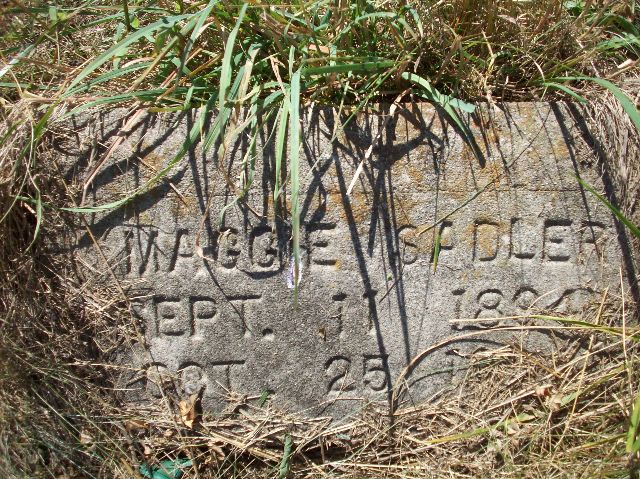 MAGGIE SADLER
SEPT. 11
OCT 25